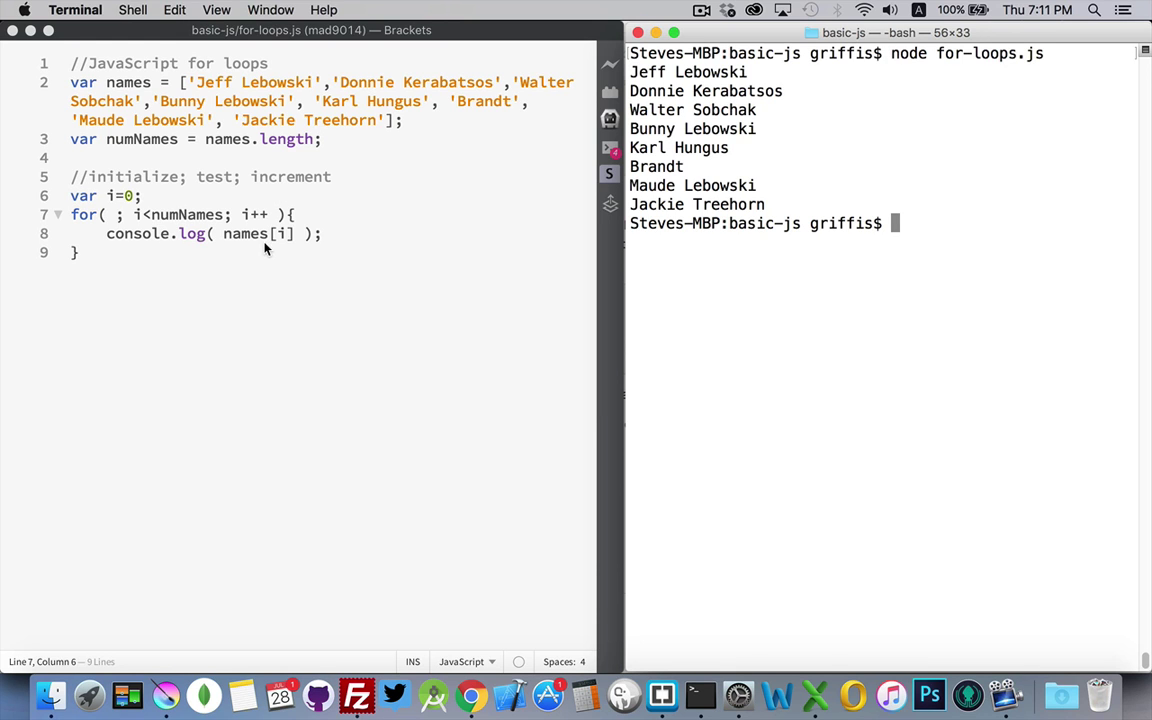 Terminal Shell Edit View Window Help 100% Thu 7:11 PM
basic-js/for-loops.js (mad9014) — Brackets
1 //JavaScript for loops
2 var names = ['Jeff Lebowski','Donnie Kerabatsos','Walter
Sobchak','Bunny Lebowski', 'Karl Hungus', 'Brandt',
'Maude Lebowski', 'Jackie Treehorn'];
3 var numNames = names.length;
4
5 //initialize; test; increment
6 var i=0;
7 for( ; i<numNames; i++ ){
8 console.log( names[i] );
9 }
Line 7, Column 6 — 9 Lines
INS JavaScript Spaces: 4
basic-js — -bash — 56×33
Steves-MBP:basic-js griffis$ node for-loops.js
Jeff Lebowski
Donnie Kerabatsos
Walter Sobchak
Bunny Lebowski
Karl Hungus
Brandt
Maude Lebowski
Jackie Treehorn
Steves-MBP:basic-js griffis$